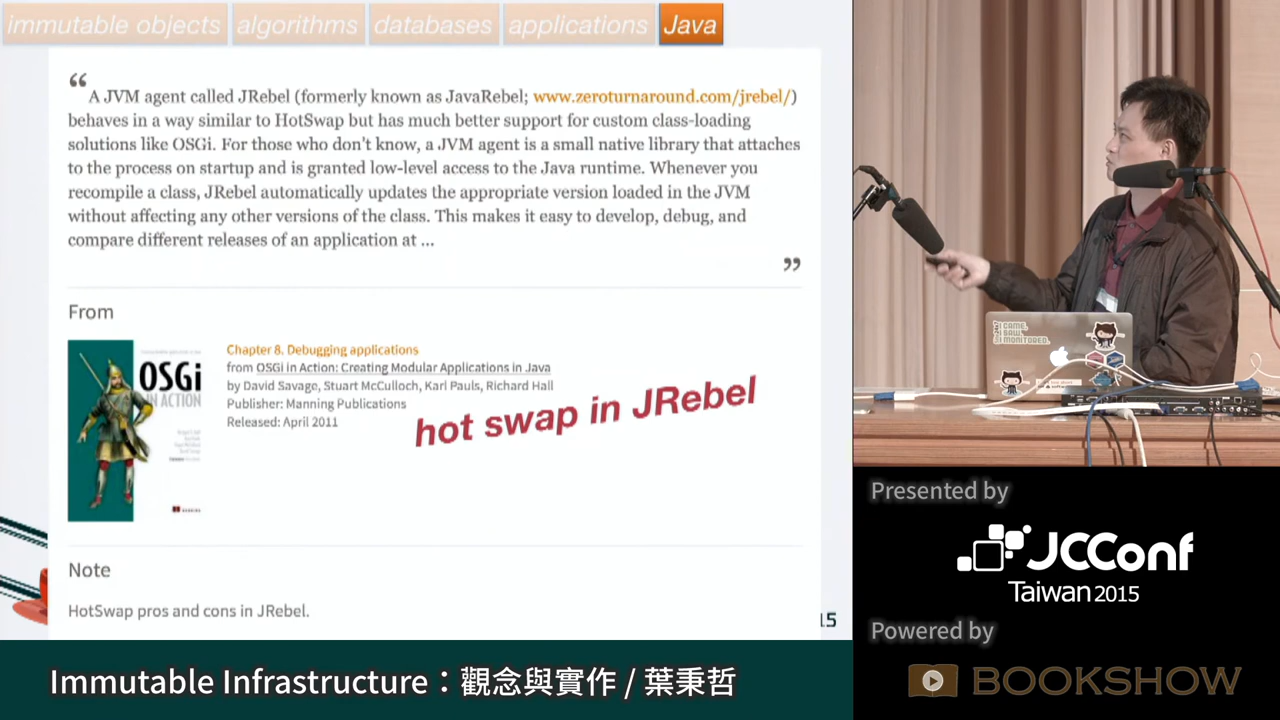 immutable objects
algorithms
databases
applications
Java
“
A JVM agent called JRebel (formerly known as JavaRebel; www.zeroturnaround.com/jrebel/)
behaves in a way similar to HotSwap but has much better support for custom class-loading
solutions like OSGi. For those who don't know, a JVM agent is a small native library that attaches
to the process on startup and is granted low-level access to the Java runtime. Whenever you
recompile a class, JRebel automatically updates the appropriate version loaded in the JVM
without affecting any other versions of the class. This makes it easy to develop, debug, and
compare different releases of an application at ...
”
From
OSGi
IN ACTION
Chapter 8. Debugging applications
from OSGi in Action: Creating Modular Applications in Java
by David Savage, Stuart McCulloch, Karl Pauls, Richard Hall
Publisher: Manning Publications
Released: April 2011
hot swap in JRebel
Note
HotSwap pros and cons in JRebel.
15
I CAME,
I SAW,
I MONITORED.
Presented by
JCConf
Taiwan 2015
Powered by
BOOKSHOW
Immutable Infrastructure：觀念與實作 / 葉秉哲